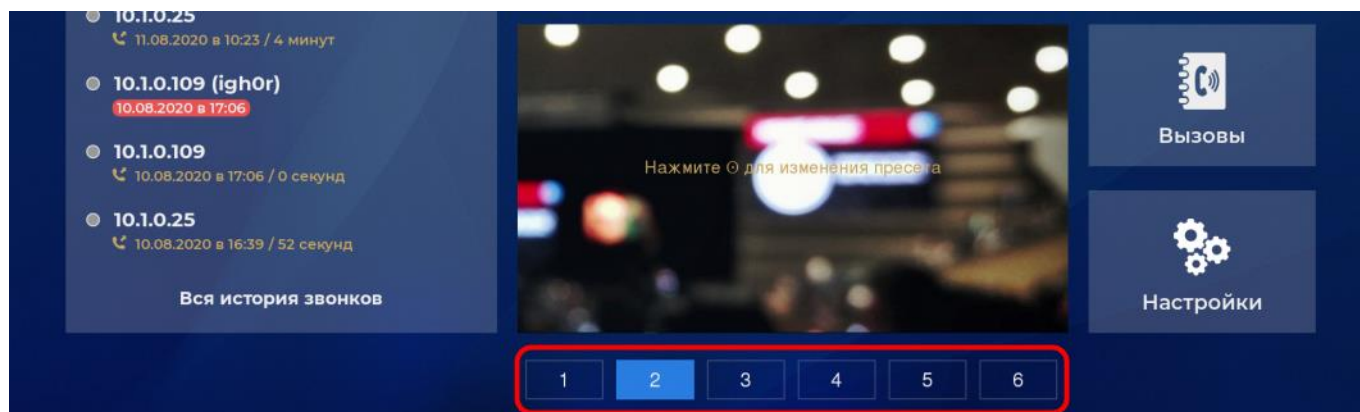 10.1.0.25
11.08.2020 в 10:23 / 4 минут
10.1.0.109 (igh0r)
10.08.2020 в 17:06
10.1.0.109
10.08.2020 в 17:06 / 0 секунд
10.1.0.25
10.08.2020 в 16:39 / 52 секунд
Вся история звонков
Нажмите ⊙ для изменения пресета
1 2 3 4 5 6
Вызовы
Настройки